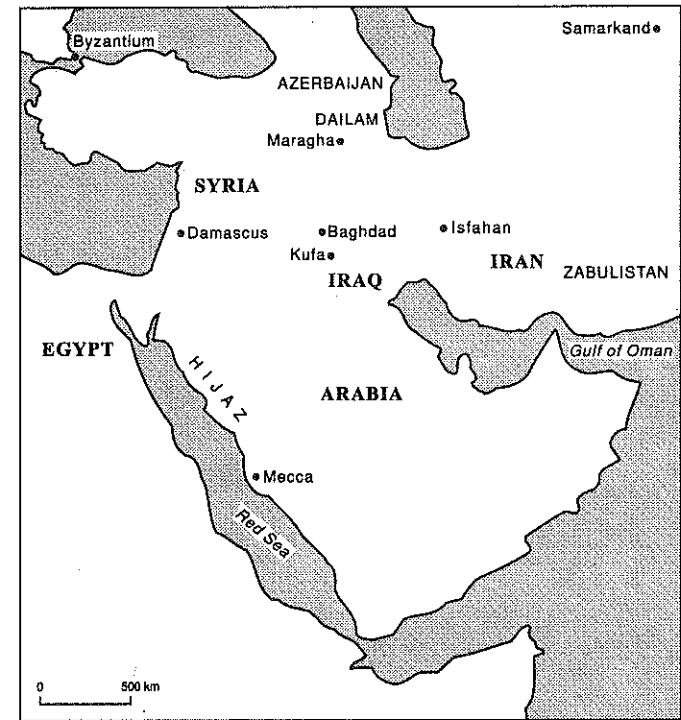 Samarkand
Byzantium
AZERBAIJAN
DAILAM
Maragha
SYRIA
Damascus
Baghdad
Isfahan
Kufa
IRAN
IRAQ
ZABULISTAN
EGYPT
Gulf of Oman
HIJAZ
ARABIA
Mecca
Red Sea
0 500 km